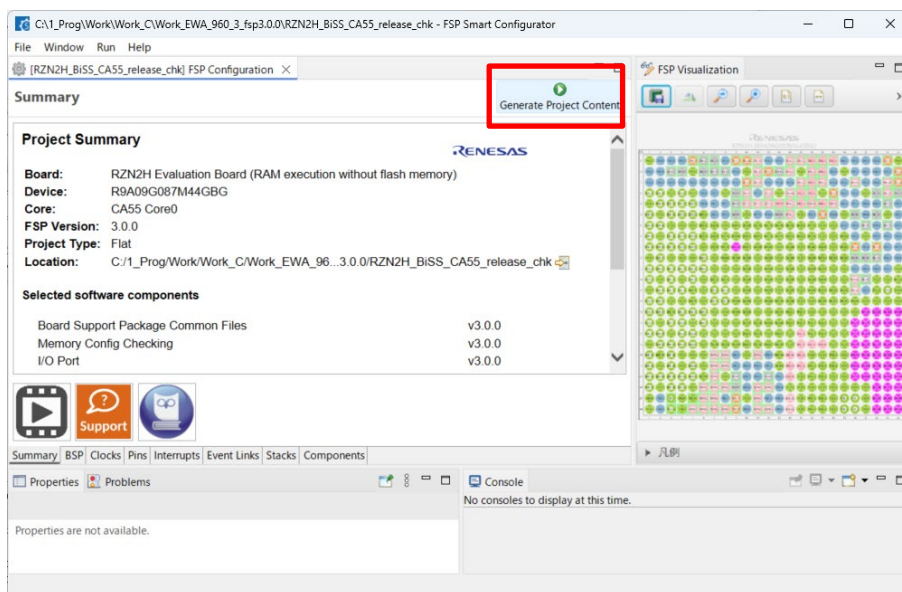 C:\1_Prog\Work\Work_C\Work_EWA_960_3_fsp3.0.0\RZN2H_BiSS_CA55_release_chk - FSP Smart Configurator
File Window Run Help
[RZN2H_BiSS_CA55_release_chk] FSP Configuration
Summary
Generate Project Content
Project Summary
RENESAS
Board: RZN2H Evaluation Board (RAM execution without flash memory)
Device: R9A09G087M44GBG
Core: CA55 Core0
FSP Version: 3.0.0
Project Type: Flat
Location: C:/1_Prog/Work/Work_C/Work_EWA_96...3.0.0/RZN2H_BiSS_CA55_release_chk
Selected software components
Board Support Package Common Files v3.0.0
Memory Config Checking v3.0.0
I/O Port v3.0.0
Support
Summary BSP Clocks Pins Interrupts Event Links Stacks Components
FSP Visualization
RENESAS
凡例
Properties Problems
Properties are not available.
Console
No consoles to display at this time.